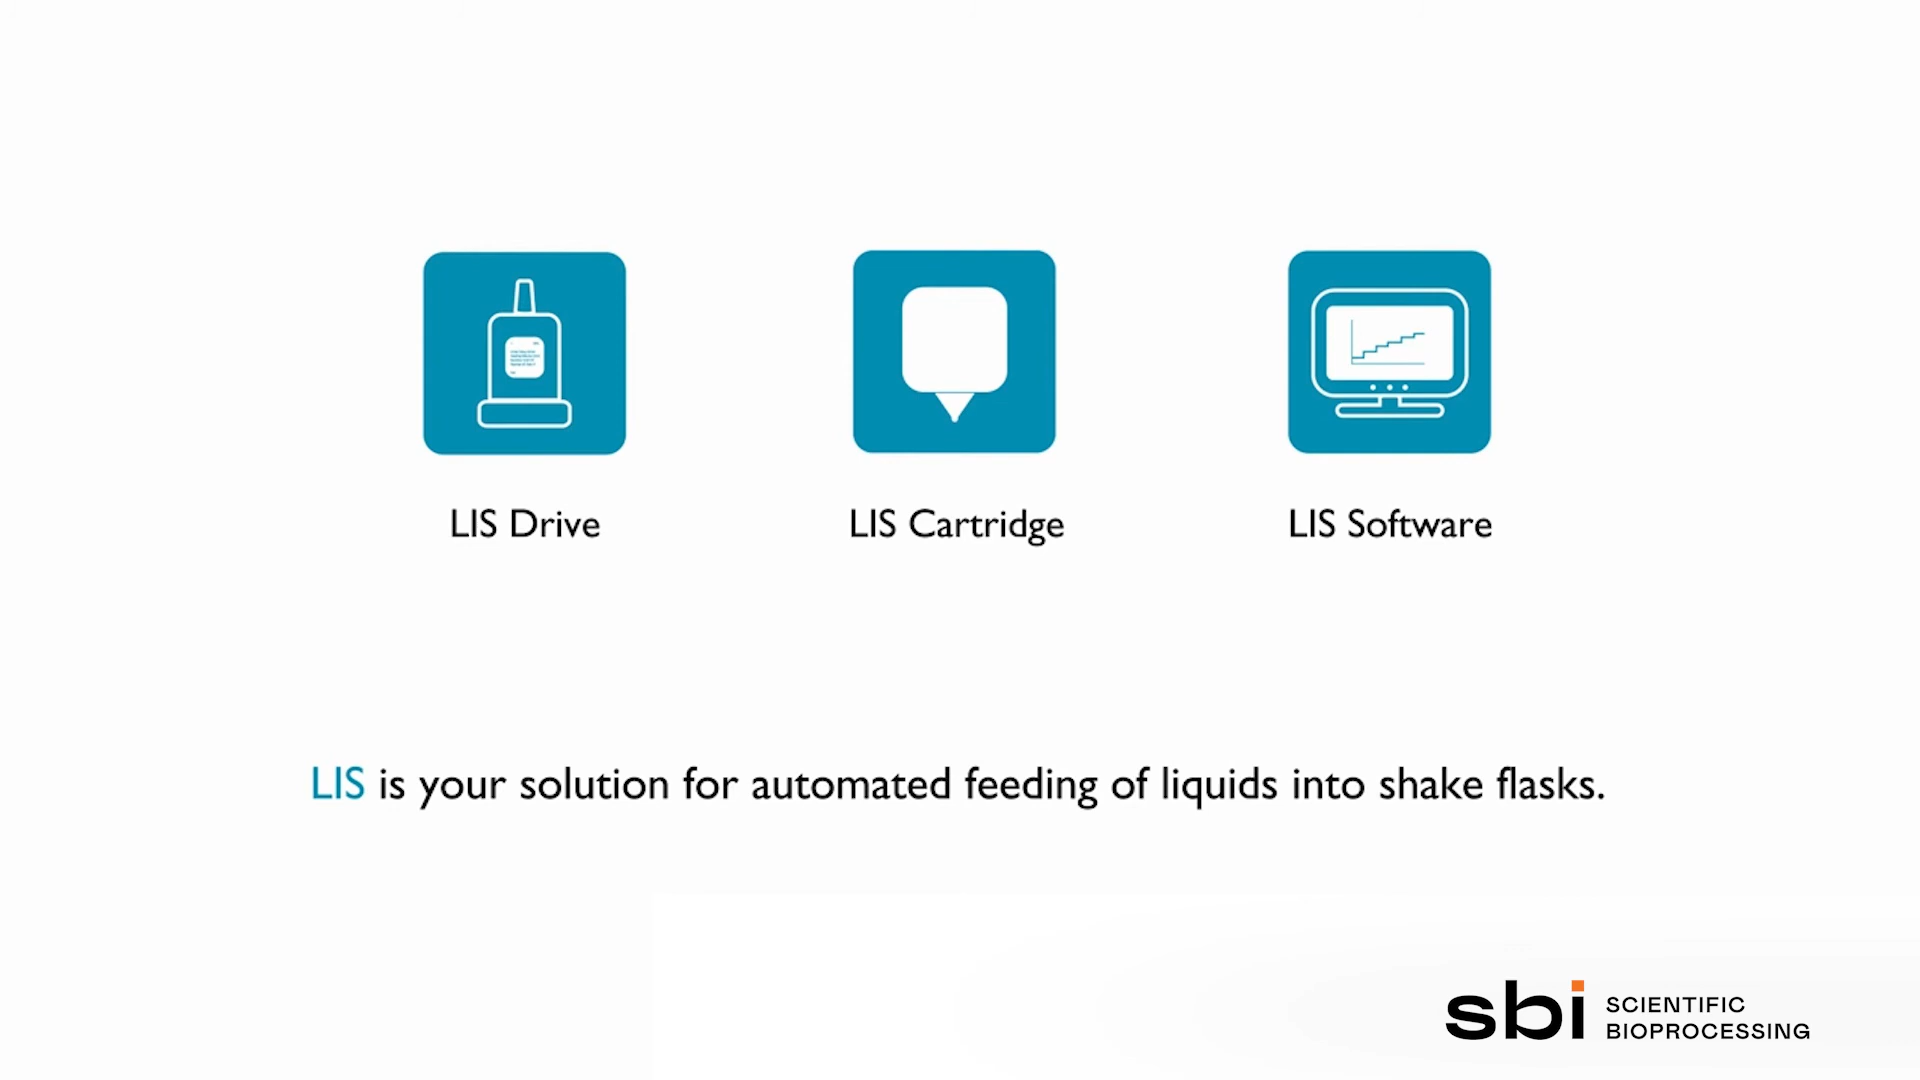 LIS Drive
LIS Cartridge
LIS Software
LIS is your solution for automated feeding of liquids into shake flasks.
sbi SCIENTIFIC
BIOPROCESSING